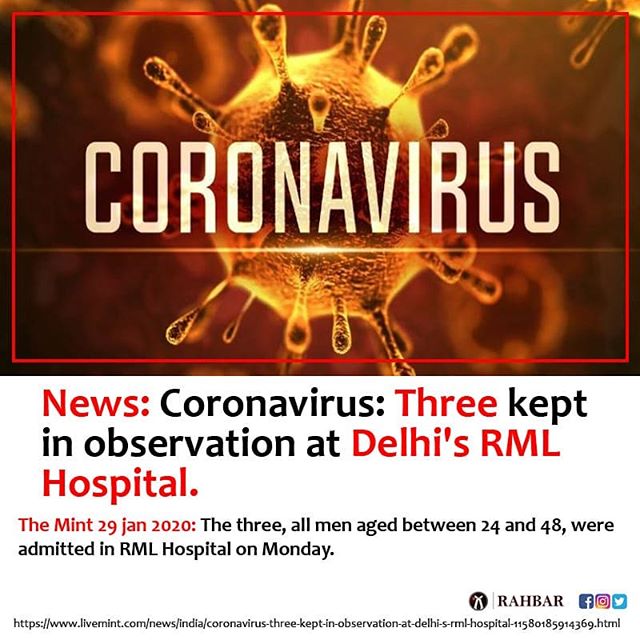 CORONAVIRUS
News: Coronavirus: Three kept
in observation at Delhi's RML
Hospital.
The Mint 29 jan 2020: The three, all men aged between 24 and 48, were
admitted in RML Hospital on Monday.
RAHBAR
https://www.livemint.com/news/india/coronavirus-three-kept-in-observation-at-delhi-s-rml-hospital-11580185914369.html